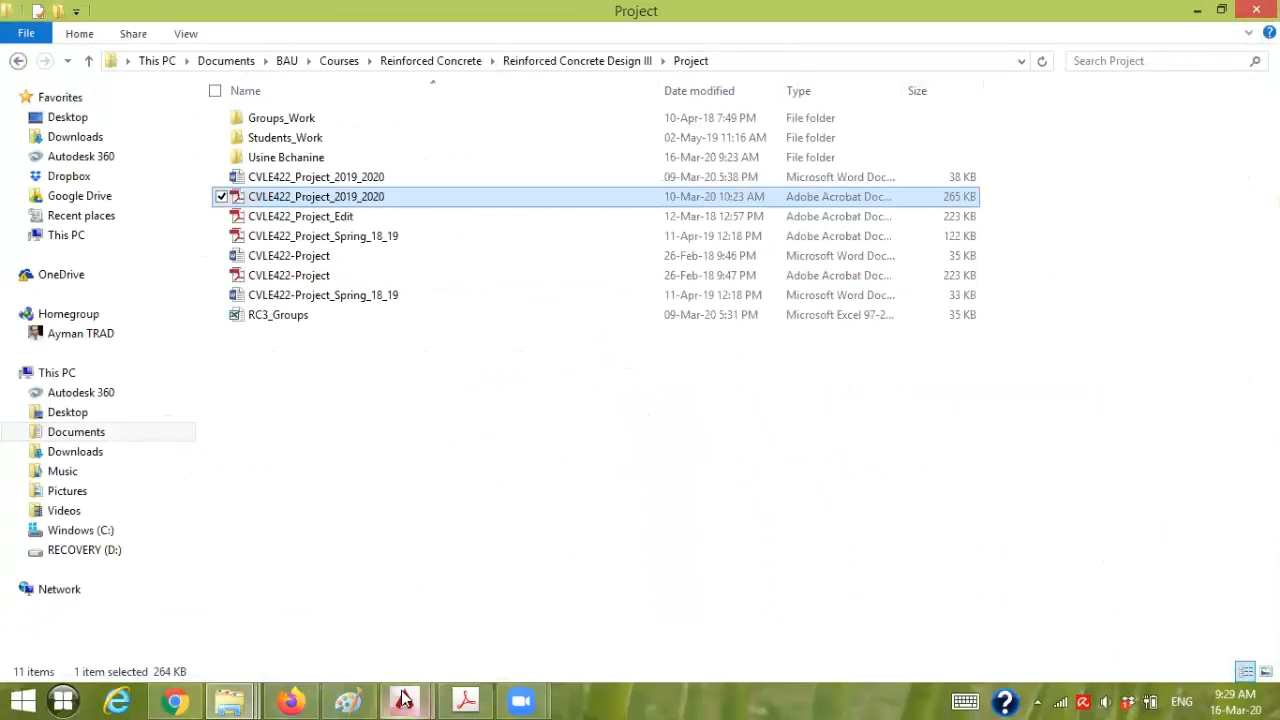 Project
File Home Share View
This PC Documents BAU Courses Reinforced Concrete Reinforced Concrete Design III Project Search Project
Name Date modified Type Size
Favorites
Desktop
Downloads
Autodesk 360
Dropbox
Google Drive
Recent places
This PC
OneDrive
Homegroup
Ayman TRAD
This PC
Autodesk 360
Desktop
Documents
Downloads
Music
Pictures
Videos
Windows (C:)
RECOVERY (D:)
Network
Groups_Work 10-Apr-18 7:49 PM File folder
Students_Work 02-May-19 11:16 AM File folder
Usine Bchanine 16-Mar-20 9:23 AM File folder
CVLE422_Project_2019_2020 09-Mar-20 5:38 PM Microsoft Word Doc... 38 KB
CVLE422_Project_2019_2020 10-Mar-20 10:23 AM Adobe Acrobat Doc... 265 KB
CVLE422_Project_Edit 12-Mar-18 12:57 PM Adobe Acrobat Doc... 223 KB
CVLE422_Project_Spring_18_19 11-Apr-19 12:18 PM Adobe Acrobat Doc... 122 KB
CVLE422-Project 26-Feb-18 9:46 PM Microsoft Word Doc... 35 KB
CVLE422-Project 26-Feb-18 9:47 PM Adobe Acrobat Doc... 223 KB
CVLE422-Project_Spring_18_19 11-Apr-19 12:18 PM Microsoft Word Doc... 33 KB
RC3_Groups 09-Mar-20 5:31 PM Microsoft Excel 97-2... 35 KB
11 items 1 item selected 264 KB
ENG
9:29 AM
16-Mar-20